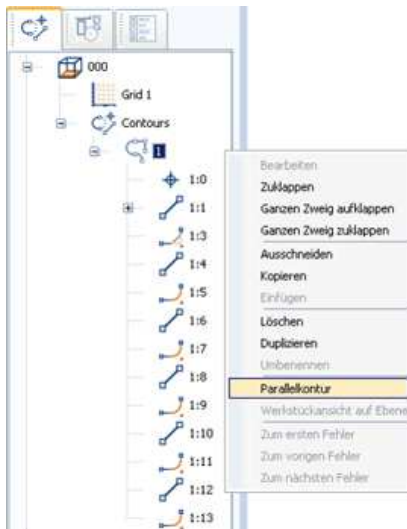 000
Grid 1
Contours
1
1:0
1:1
1:3
1:4
1:5
1:6
1:7
1:8
1:9
1:10
1:11
1:12
1:13
Bearbeiten
Zuklappen
Ganzen Zweig aufklappen
Ganzen Zweig zuklappen
Ausschneiden
Kopieren
Einfügen
Löschen
Duplizieren
Umbenennen
Parallelkontur
Werkstückansicht auf Ebene
Zum ersten Fehler
Zum vorigen Fehler
Zum nächsten Fehler